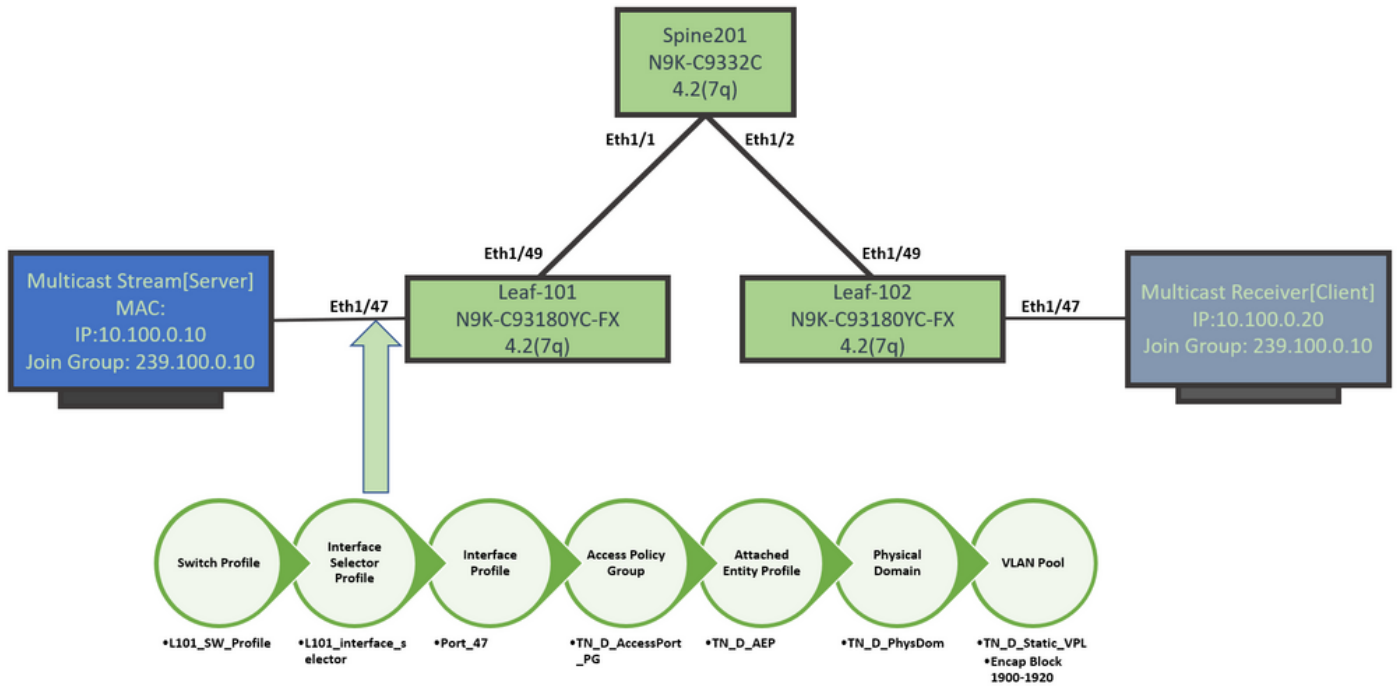 Spine201
N9K-C9332C
4.2(7q)
Eth1/1
Eth1/2
Eth1/49
Eth1/49
Multicast Stream[Server]
MAC:
IP:10.100.0.10
Join Group: 239.100.0.10
Eth1/47
Leaf-101
N9K-C93180YC-FX
4.2(7q)
Leaf-102
N9K-C93180YC-FX
4.2(7q)
Eth1/47
Multicast Receiver[Client]
IP:10.100.0.20
Join Group: 239.100.0.10
Switch Profile
Interface
Selector
Profile
Interface
Profile
Access Policy
Group
Attached
Entity Profile
Physical
Domain
VLAN Pool
•L101_SW_Profile
•L101_interface_s
elector
•Port_47
•TN_D_AccessPort
_PG
•TN_D_AEP
•TN_D_PhysDom
•TN_D_Static_VPL
•Encap Block
1900-1920